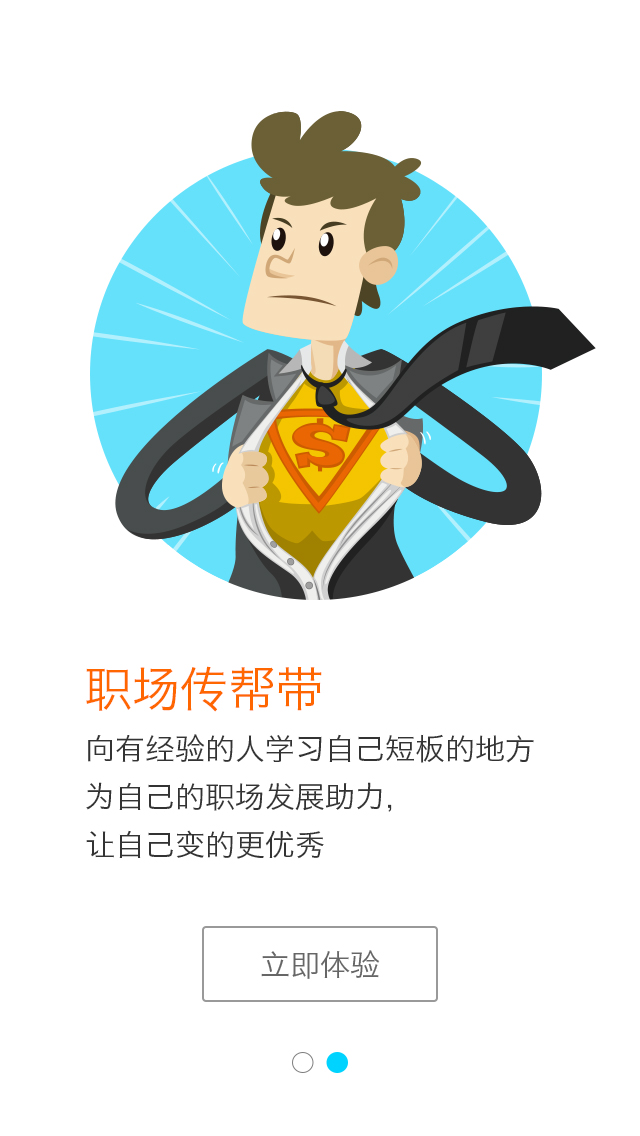 $
职场传帮带
向有经验的人学习自己短板的地方
为自己的职场发展助力，
让自己变的更优秀
立即体验